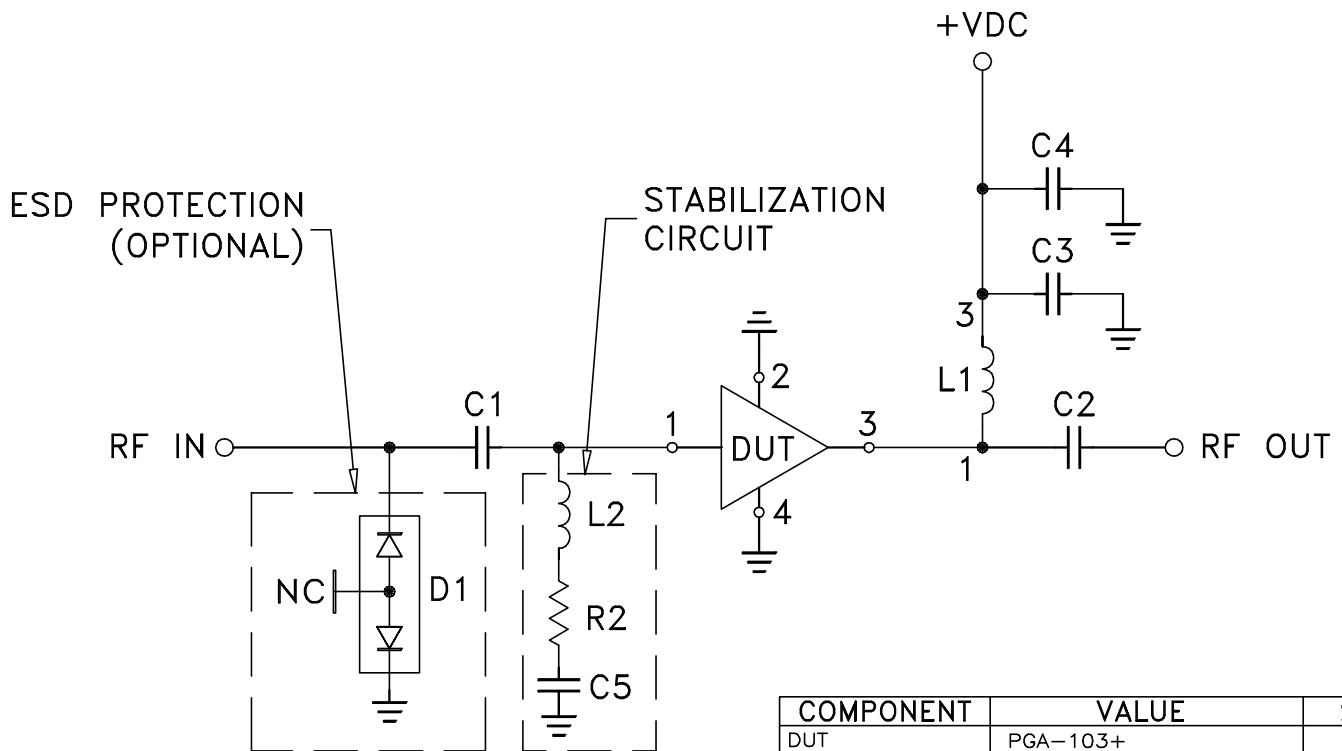 +VDC
C4
ESD PROTECTION
(OPTIONAL)
STABILIZATION
CIRCUIT
C3
3
2
L1
C1
C2
RF IN
1
DUT
3
1
RF OUT
4
L2
NC
D1
R2
C5
COMPONENT VALUE
DUT PGA-103+